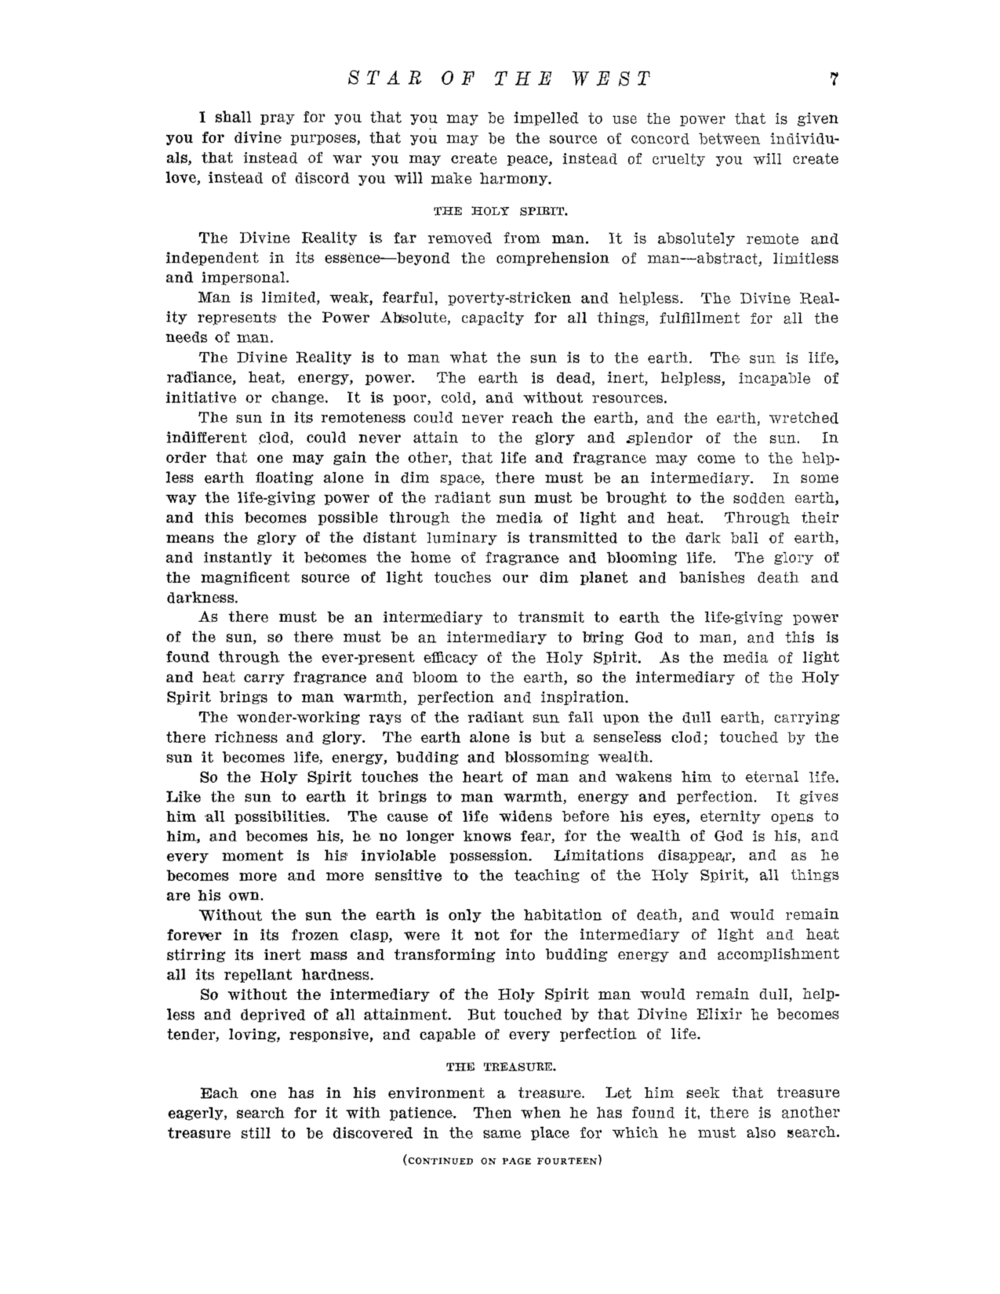 STAR OF THE WEST 7
I shall pray for you that you may be impelled to use the power that is given
you for divine purposes, that you may be the source of concord between individu-
als, that instead of war you may create peace, instead of cruelty you will create
love, instead of discord you will make harmony.
THE HOLY SPIRIT.
The Divine Reality is far removed from man. It is absolutely remote and
independent in its essence—beyond the comprehension of man—abstract, limitless
and impersonal.
Man is limited, weak, fearful, poverty-stricken and helpless. The Divine Real-
ity represents the Power Absolute, capacity for all things, fulfillment for all the
needs of man.
The Divine Reality is to man what the sun is to the earth. The sun is life,
radiance, heat, energy, power. The earth is dead, inert, helpless, incapable of
initiative or change. It is poor, cold, and without resources.
The sun in its remoteness could never reach the earth, and the earth, wretched
indifferent clod, could never attain to the glory and splendor of the sun. In
order that one may gain the other, that life and fragrance may come to the help-
less earth floating alone in dim space, there must be an intermediary. In some
way the life-giving power of the radiant sun must be brought to the sodden earth,
and this becomes possible through the media of light and heat. Through their
means the glory of the distant luminary is transmitted to the dark ball of earth,
and instantly it becomes the home of fragrance and blooming life. The glory of
the magnificent source of light touches our dim planet and banishes death and
darkness.
As there must be an intermediary to transmit to earth the life-giving power
of the sun, so there must be an intermediary to bring God to man, and this is
found through the ever-present efficacy of the Holy Spirit. As the media of light
and heat carry fragrance and bloom to the earth, so the intermediary of the Holy
Spirit brings to man warmth, perfection and inspiration.
The wonder-working rays of the radiant sun fall upon the dull earth, carrying
there richness and glory. The earth alone is but a senseless clod; touched by the
sun it becomes life, energy, budding and blossoming wealth.
So the Holy Spirit touches the heart of man and wakens him to eternal life.
Like the sun to earth it brings to man warmth, energy and perfection. It gives
him all possibilities. The cause of life widens before his eyes, eternity opens to
him, and becomes his, he no longer knows fear, for the wealth of God is his, and
every moment is his inviolable possession. Limitations disappear, and as he
becomes more and more sensitive to the teaching of the Holy Spirit, all things
are his own.
Without the sun the earth is only the habitation of death, and would remain
forever in its frozen clasp, were it not for the intermediary of light and heat
stirring its inert mass and transforming into budding energy and accomplishment
all its repellant hardness.
So without the intermediary of the Holy Spirit man would remain dull, help-
less and deprived of all attainment. But touched by that Divine Elixir he becomes
tender, loving, responsive, and capable of every perfection of life.
THE TREASURE.
Each one has in his environment a treasure. Let him seek that treasure
eagerly, search for it with patience. Then when he has found it, there is another
treasure still to be discovered in the same place for which he must also search.
(CONTINUED ON PAGE FOURTEEN)